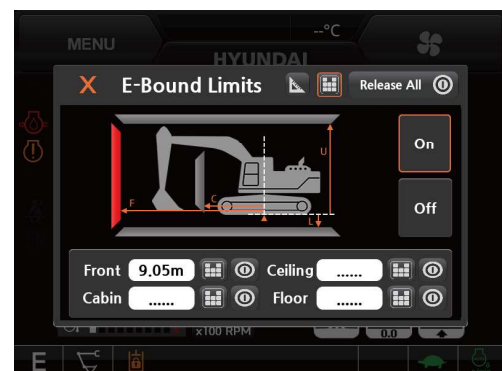 --°C
MENU
HYUNDAI
X E-Bound Limits Release All
U
On
F
C
L
Off
Front 9.05m Ceiling ......
Cabin ...... Floor ......
x100 RPM
0.0
E
C